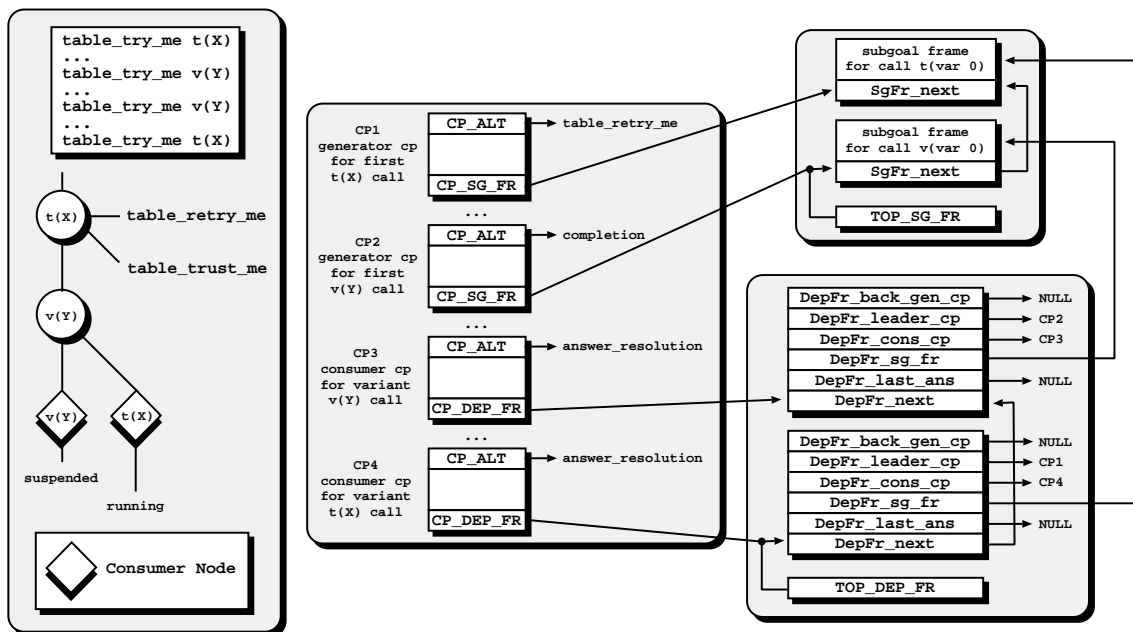 table_try_me t(X)
...
table_try_me v(Y)
...
table_try_me v(Y)
...
table_try_me t(X)
t(X)
table_retry_me
table_trust_me
v(Y)
v(Y)
t(X)
suspended
running
Consumer Node
CP1
generator cp
for first
t(X) call
CP_ALT
table_retry_me
CP_SG_FR
...
CP2
generator cp
for first
v(Y) call
CP_ALT
completion
CP_SG_FR
...
CP3
consumer cp
for variant
v(Y) call
CP_ALT
answer_resolution
CP_DEP_FR
...
CP4
consumer cp
for variant
t(X) call
CP_ALT
answer_resolution
CP_DEP_FR
subgoal frame
for call t(var 0)
SgFr_next
subgoal frame
for call v(var 0)
SgFr_next
TOP_SG_FR
DepFr_back_gen_cp
NULL
DepFr_leader_cp
CP2
DepFr_cons_cp
CP3
DepFr_sg_fr
DepFr_last_ans
NULL
DepFr_next
DepFr_back_gen_cp
NULL
DepFr_leader_cp
CP1
DepFr_cons_cp
CP4
DepFr_sg_fr
DepFr_last_ans
NULL
DepFr_next
TOP_DEP_FR